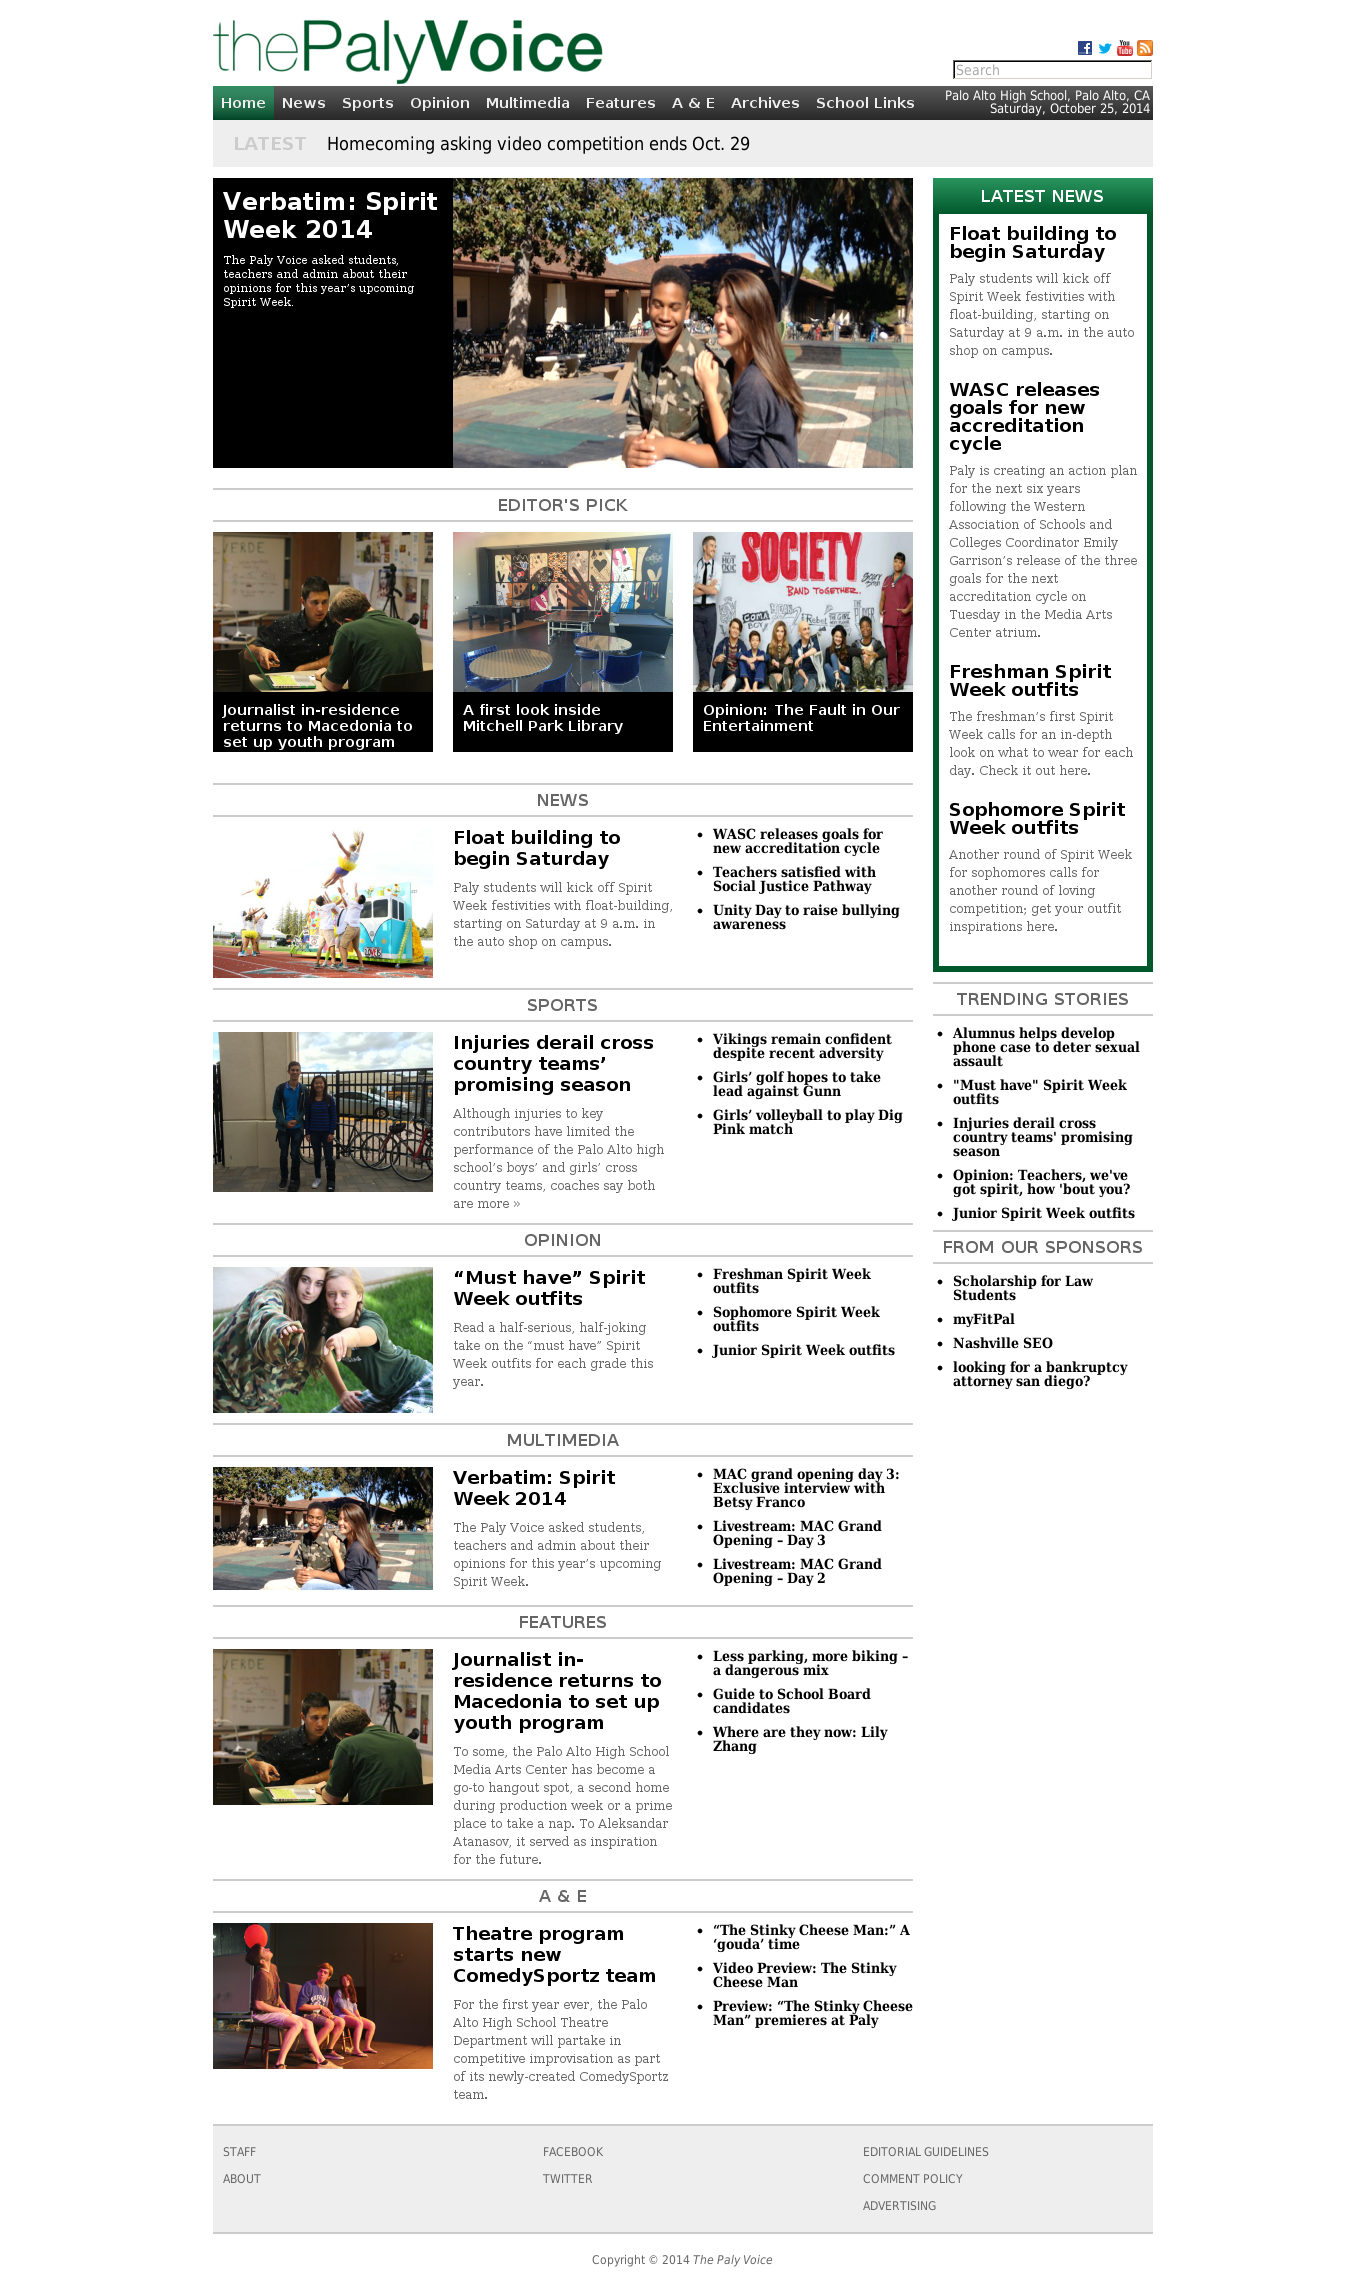 thePalyVoice
Search
Home News Sports Opinion Multimedia Features A & E Archives School Links
Palo Alto High School, Palo Alto, CA
Saturday, October 25, 2014
LATEST Homecoming asking video competition ends Oct. 29
Verbatim: Spirit
Week 2014
The Paly Voice asked students,
teachers and admin about their
opinions for this year’s upcoming
Spirit Week.
EDITOR'S PICK
VERDE
Journalist in-residence
returns to Macedonia to
set up youth program
A first look inside
Mitchell Park Library
SOCIETY
BAND TOGETHER.
COMA
BOY
Opinion: The Fault in Our
Entertainment
NEWS
Float building to
begin Saturday
Paly students will kick off Spirit
Week festivities with float-building,
starting on Saturday at 9 a.m. in
the auto shop on campus.
• WASC releases goals for
new accreditation cycle
• Teachers satisfied with
Social Justice Pathway
• Unity Day to raise bullying
awareness
SPORTS
Injuries derail cross
country teams’
promising season
Although injuries to key
contributors have limited the
performance of the Palo Alto high
school’s boys’ and girls’ cross
country teams, coaches say both
are more »
• Vikings remain confident
despite recent adversity
• Girls’ golf hopes to take
lead against Gunn
• Girls’ volleyball to play Dig
Pink match
OPINION
“Must have” Spirit
Week outfits
Read a half-serious, half-joking
take on the “must have” Spirit
Week outfits for each grade this
year.
• Freshman Spirit Week
outfits
• Sophomore Spirit Week
outfits
• Junior Spirit Week outfits
MULTIMEDIA
Verbatim: Spirit
Week 2014
The Paly Voice asked students,
teachers and admin about their
opinions for this year’s upcoming
Spirit Week.
• MAC grand opening day 3:
Exclusive interview with
Betsy Franco
• Livestream: MAC Grand
Opening – Day 3
• Livestream: MAC Grand
Opening – Day 2
FEATURES
VERDE
Journalist in-
residence returns to
Macedonia to set up
youth program
To some, the Palo Alto High School
Media Arts Center has become a
go-to hangout spot, a second home
during production week or a prime
place to take a nap. To Aleksandar
Atanasov, it served as inspiration
for the future.
• Less parking, more biking –
a dangerous mix
• Guide to School Board
candidates
• Where are they now: Lily
Zhang
A & E
Theatre program
starts new
ComedySportz team
For the first year ever, the Palo
Alto High School Theatre
Department will partake in
competitive improvisation as part
of its newly-created ComedySportz
team.
• “The Stinky Cheese Man:” A
‘gouda’ time
• Video Preview: The Stinky
Cheese Man
• Preview: “The Stinky Cheese
Man” premieres at Paly
LATEST NEWS
Float building to
begin Saturday
Paly students will kick off
Spirit Week festivities with
float-building, starting on
Saturday at 9 a.m. in the auto
shop on campus.
WASC releases
goals for new
accreditation
cycle
Paly is creating an action plan
for the next six years
following the Western
Association of Schools and
Colleges Coordinator Emily
Garrison’s release of the three
goals for the next
accreditation cycle on
Tuesday in the Media Arts
Center atrium.
Freshman Spirit
Week outfits
The freshman’s first Spirit
Week calls for an in-depth
look on what to wear for each
day. Check it out here.
Sophomore Spirit
Week outfits
Another round of Spirit Week
for sophomores calls for
another round of loving
competition; get your outfit
inspirations here.
TRENDING STORIES
• Alumnus helps develop
phone case to deter sexual
assault
• "Must have" Spirit Week
outfits
• Injuries derail cross
country teams' promising
season
• Opinion: Teachers, we've
got spirit, how 'bout you?
• Junior Spirit Week outfits
FROM OUR SPONSORS
• Scholarship for Law
Students
• myFitPal
• Nashville SEO
• looking for a bankruptcy
attorney san diego?
STAFF
ABOUT
FACEBOOK
TWITTER
EDITORIAL GUIDELINES
COMMENT POLICY
ADVERTISING
Copyright © 2014 The Paly Voice